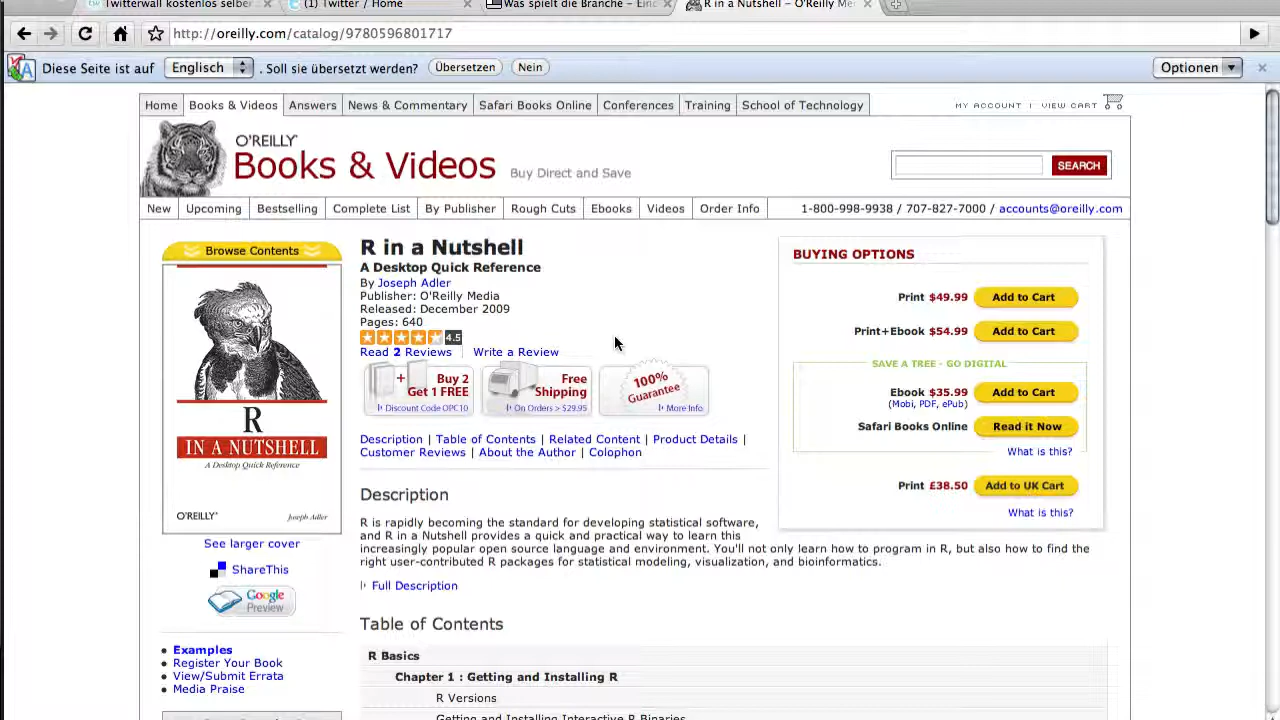 Twitterwall kostenlos selber
(1) Twitter / Home
Was spielt die Branche –
R in a Nutshell – O'Reilly Me
http://oreilly.com/catalog/9780596801717
Diese Seite ist auf Englisch . Soll sie übersetzt werden? Übersetzen Nein Optionen
Home Books & Videos Answers News & Commentary Safari Books Online Conferences Training School of Technology MY ACCOUNT | VIEW CART
O'REILLY
Books & Videos Buy Direct and Save
SEARCH
New Upcoming Bestselling Complete List By Publisher Rough Cuts Ebooks Videos Order Info 1-800-998-9938 / 707-827-7000 / accounts@oreilly.com
Browse Contents
R
IN A NUTSHELL
A Desktop Quick Reference
O'REILLY
Joseph Adler
See larger cover
ShareThis
Google
Preview
Examples
Register Your Book
View/Submit Errata
Media Praise
R in a Nutshell
A Desktop Quick Reference
By Joseph Adler
Publisher: O'Reilly Media
Released: December 2009
Pages: 640
4.5
Read 2 Reviews | Write a Review
+ Buy 2
Get 1 FREE
Discount Code OPC10
Free
Shipping
On Orders > $29.95
100%
Guarantee
More Info
Description | Table of Contents | Related Content | Product Details |
Customer Reviews | About the Author | Colophon
Description
R is rapidly becoming the standard for developing statistical software,
and R in a Nutshell provides a quick and practical way to learn this
increasingly popular open source language and environment. You'll not only learn how to program in R, but also how to find the
right user-contributed R packages for statistical modeling, visualization, and bioinformatics.
Full Description
Table of Contents
R Basics
Chapter 1 : Getting and Installing R
R Versions
Getting and Installing Interactive R Binaries
BUYING OPTIONS
Print $49.99 Add to Cart
Print+Ebook $54.99 Add to Cart
SAVE A TREE - GO DIGITAL
Ebook $35.99 Add to Cart
(Mobi, PDF, ePub)
Safari Books Online Read it Now
What is this?
Print £38.50 Add to UK Cart
What is this?